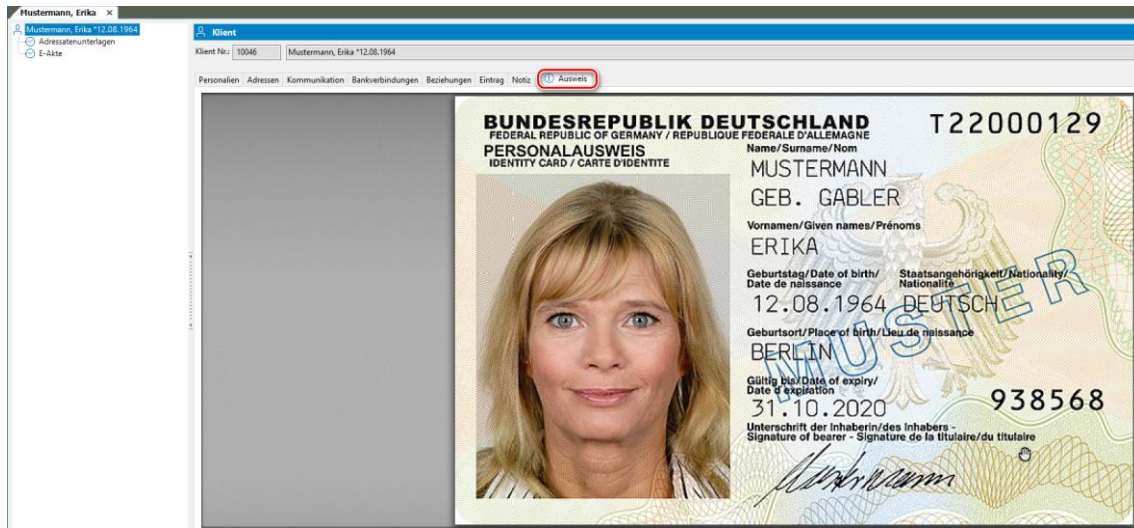 Mustermann, Erika ×
Mustermann, Erika *12.08.1964
Adressatenunterlagen
E-Akte
Klient
Klient Nr.: 10046 Mustermann, Erika *12.08.1964
Personalien Adressen Kommunikation Bankverbindungen Beziehungen Eintrag Notiz Ausweis
BUNDESREPUBLIK DEUTSCHLAND
FEDERAL REPUBLIC OF GERMANY / REPUBLIQUE FEDERALE D'ALLEMAGNE
PERSONALAUSWEIS
IDENTITY CARD / CARTE D'IDENTITE
T22000129
Name/Surname/Nom
MUSTERMANN
GEB. GABLER
Vornamen/Given names/Prénoms
ERIKA
Geburtstag/Date of birth/
Date de naissance
Staatsangehörigkeit/Nationality/
Nationalité
12.08.1964 DEUTSCH
Geburtsort/Place of birth/Lieu de naissance
BERLIN
MUSTER
Gültig bis/Date of expiry/
Date d'expiration
31.10.2020
938568
Unterschrift der Inhaberin/des Inhabers -
Signature of bearer - Signature de la titulaire/du titulaire
Mustermann